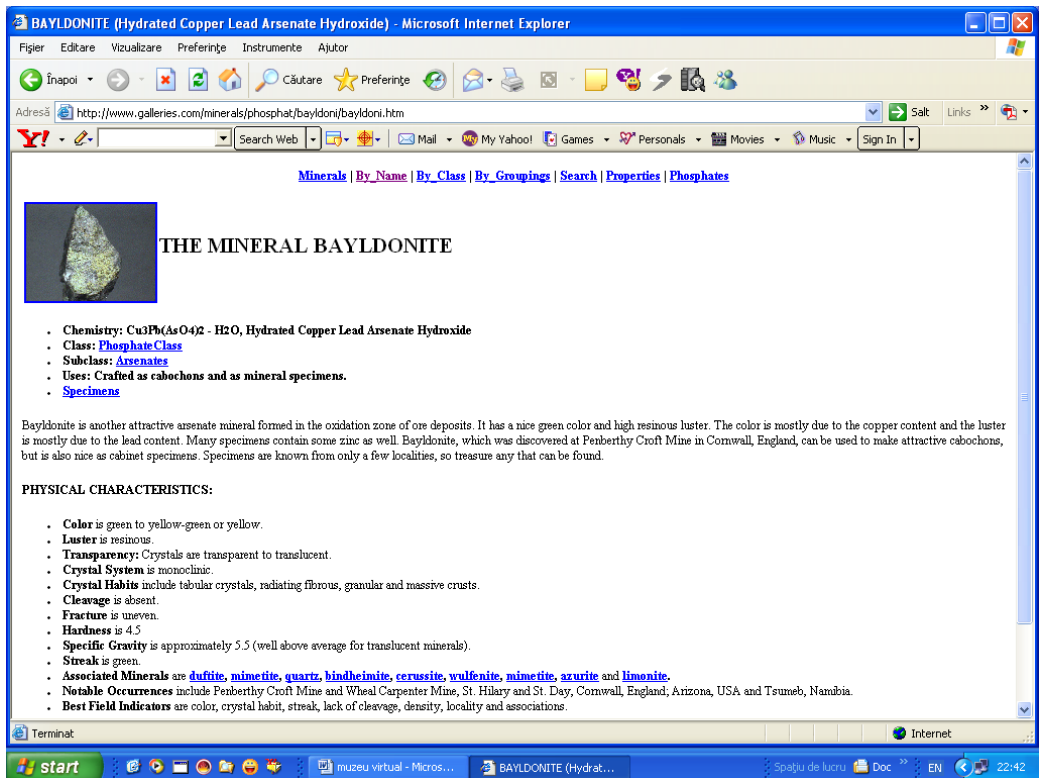 BAYLDONITE (Hydrated Copper Lead Arsenate Hydroxide) - Microsoft Internet Explorer
Fișier Editare Vizualizare Preferințe Instrumente Ajutor
Înapoi Căutare Preferințe
Adresă http://www.galleries.com/minerals/phosphat/bayldoni/bayldoni.htm Salt Links »
Y! Search Web Mail My Yahoo! Games Personals Movies Music Sign In
Minerals | By_Name | By_Class | By_Groupings | Search | Properties | Phosphates
THE MINERAL BAYLDONITE
Chemistry: Cu3Pb(AsO4)2 - H2O, Hydrated Copper Lead Arsenate Hydroxide
Class: PhosphateClass
Subclass: Arsenates
Uses: Crafted as cabochons and as mineral specimens.
Specimens
Bayldonite is another attractive arsenate mineral formed in the oxidation zone of ore deposits. It has a nice green color and high resinous luster. The color is mostly due to the copper content and the luster
is mostly due to the lead content. Many specimens contain some zinc as well. Bayldonite, which was discovered at Penberthy Croft Mine in Cornwall, England, can be used to make attractive cabochons,
but is also nice as cabinet specimens. Specimens are known from only a few localities, so treasure any that can be found.
PHYSICAL CHARACTERISTICS:
Color is green to yellow-green or yellow.
Luster is resinous.
Transparency: Crystals are transparent to translucent.
Crystal System is monoclinic.
Crystal Habits include tabular crystals, radiating fibrous, granular and massive crusts.
Cleavage is absent.
Fracture is uneven.
Hardness is 4.5
Specific Gravity is approximately 5.5 (well above average for translucent minerals).
Streak is green.
Associated Minerals are duftite, mimetite, quartz, bindheimite, cerussite, wulfenite, mimetite, azurite and limonite.
Notable Occurrences include Penberthy Croft Mine and Wheal Carpenter Mine, St. Hilary and St. Day, Cornwall, England; Arizona, USA and Tsumeb, Namibia.
Best Field Indicators are color, crystal habit, streak, lack of cleavage, density, locality and associations.
Terminat Internet
start muzeu virtual - Micros... BAYLDONITE (Hydrat... Spațiu de lucru Doc » EN 22:42